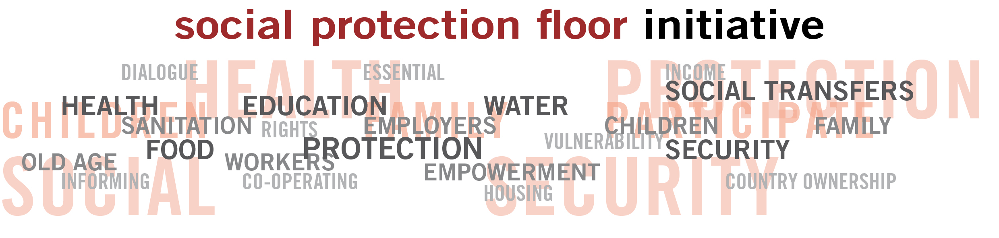 social protection floor initiative
HEALTH PROTECTION
DIALOGUE ESSENTIAL INCOME
SOCIAL TRANSFERS
HEALTH EDUCATION WATER
CHILDREN FAMILY PARTICIPATE
SANITATION EMPLOYERS CHILDREN FAMILY
RIGHTS
VULNERABILITY
FOOD PROTECTION SECURITY
OLD AGE WORKERS
EMPOWERMENT
SOCIAL SECURITY
INFORMING CO-OPERATING COUNTRY OWNERSHIP
HOUSING